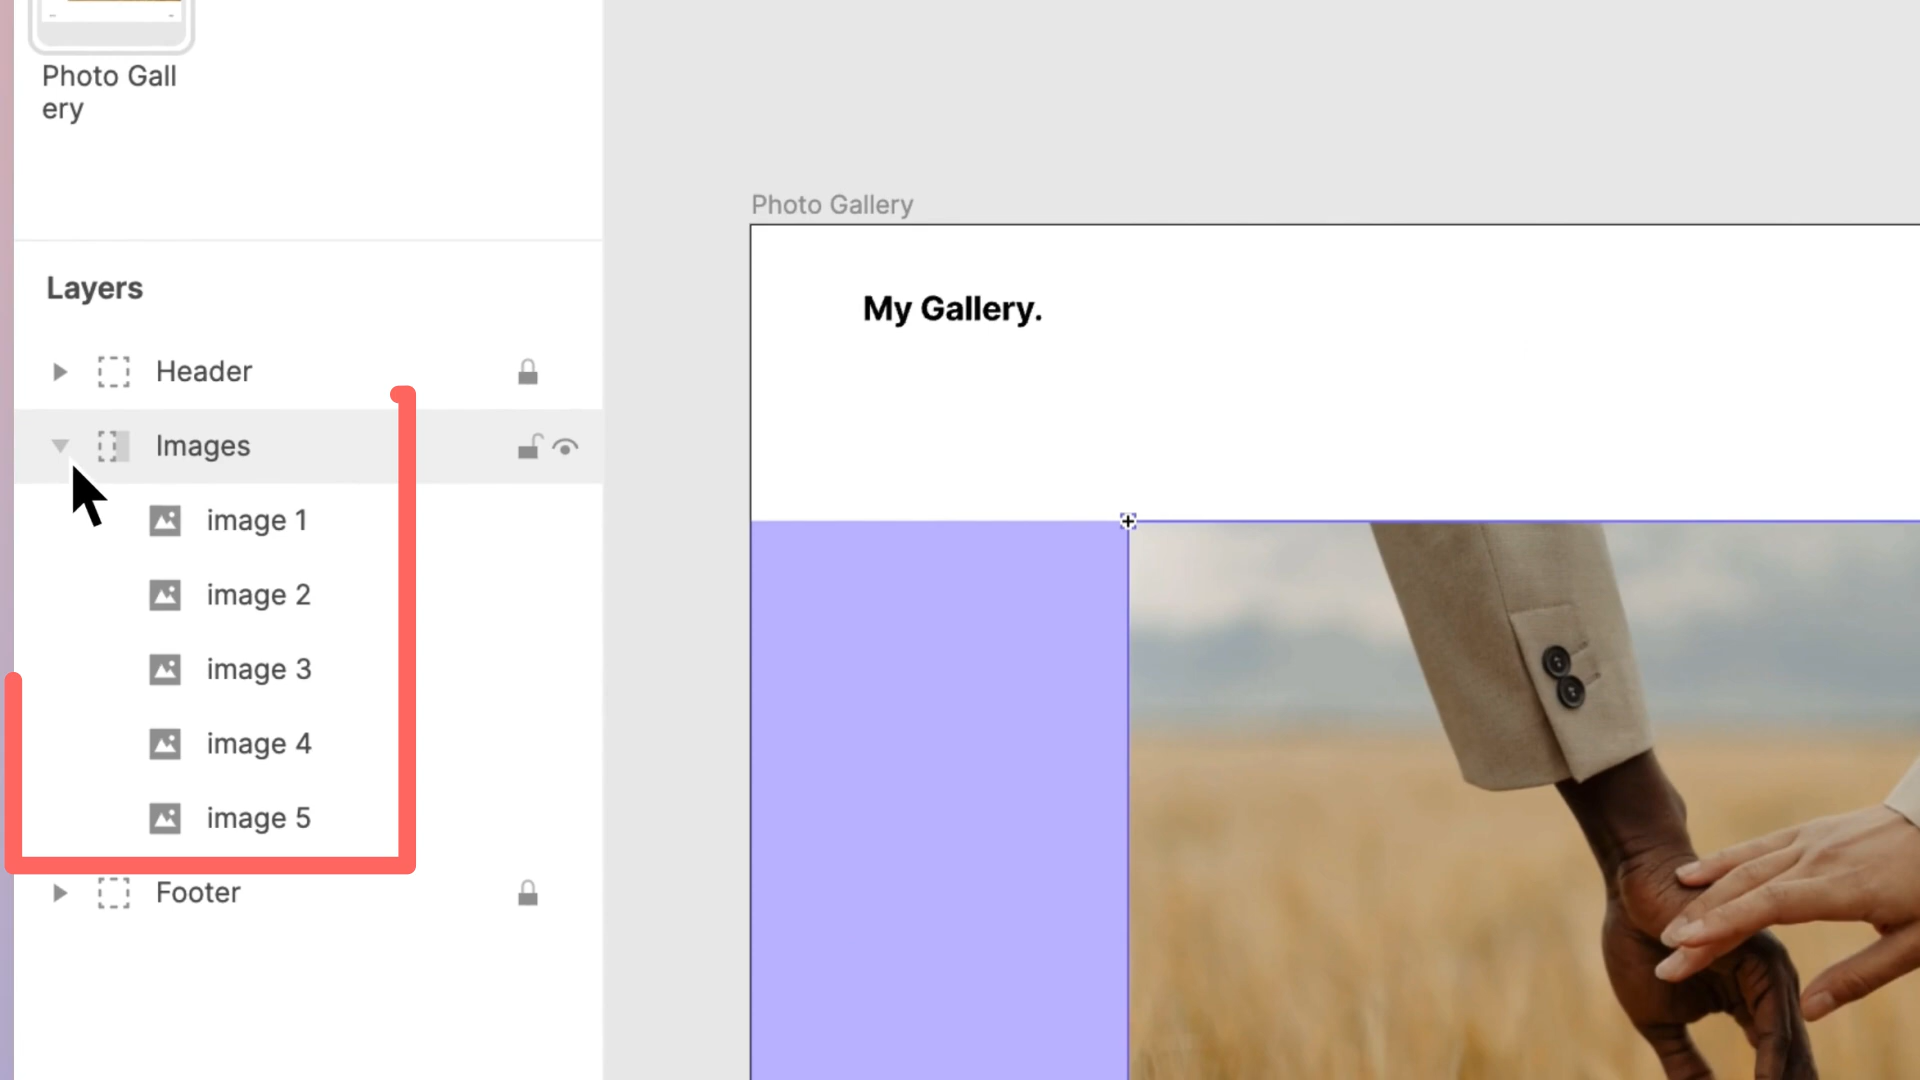 Photo Gall
ery
Layers
Header
Images
image 1
image 2
image 3
image 4
image 5
Footer
Photo Gallery
My Gallery.